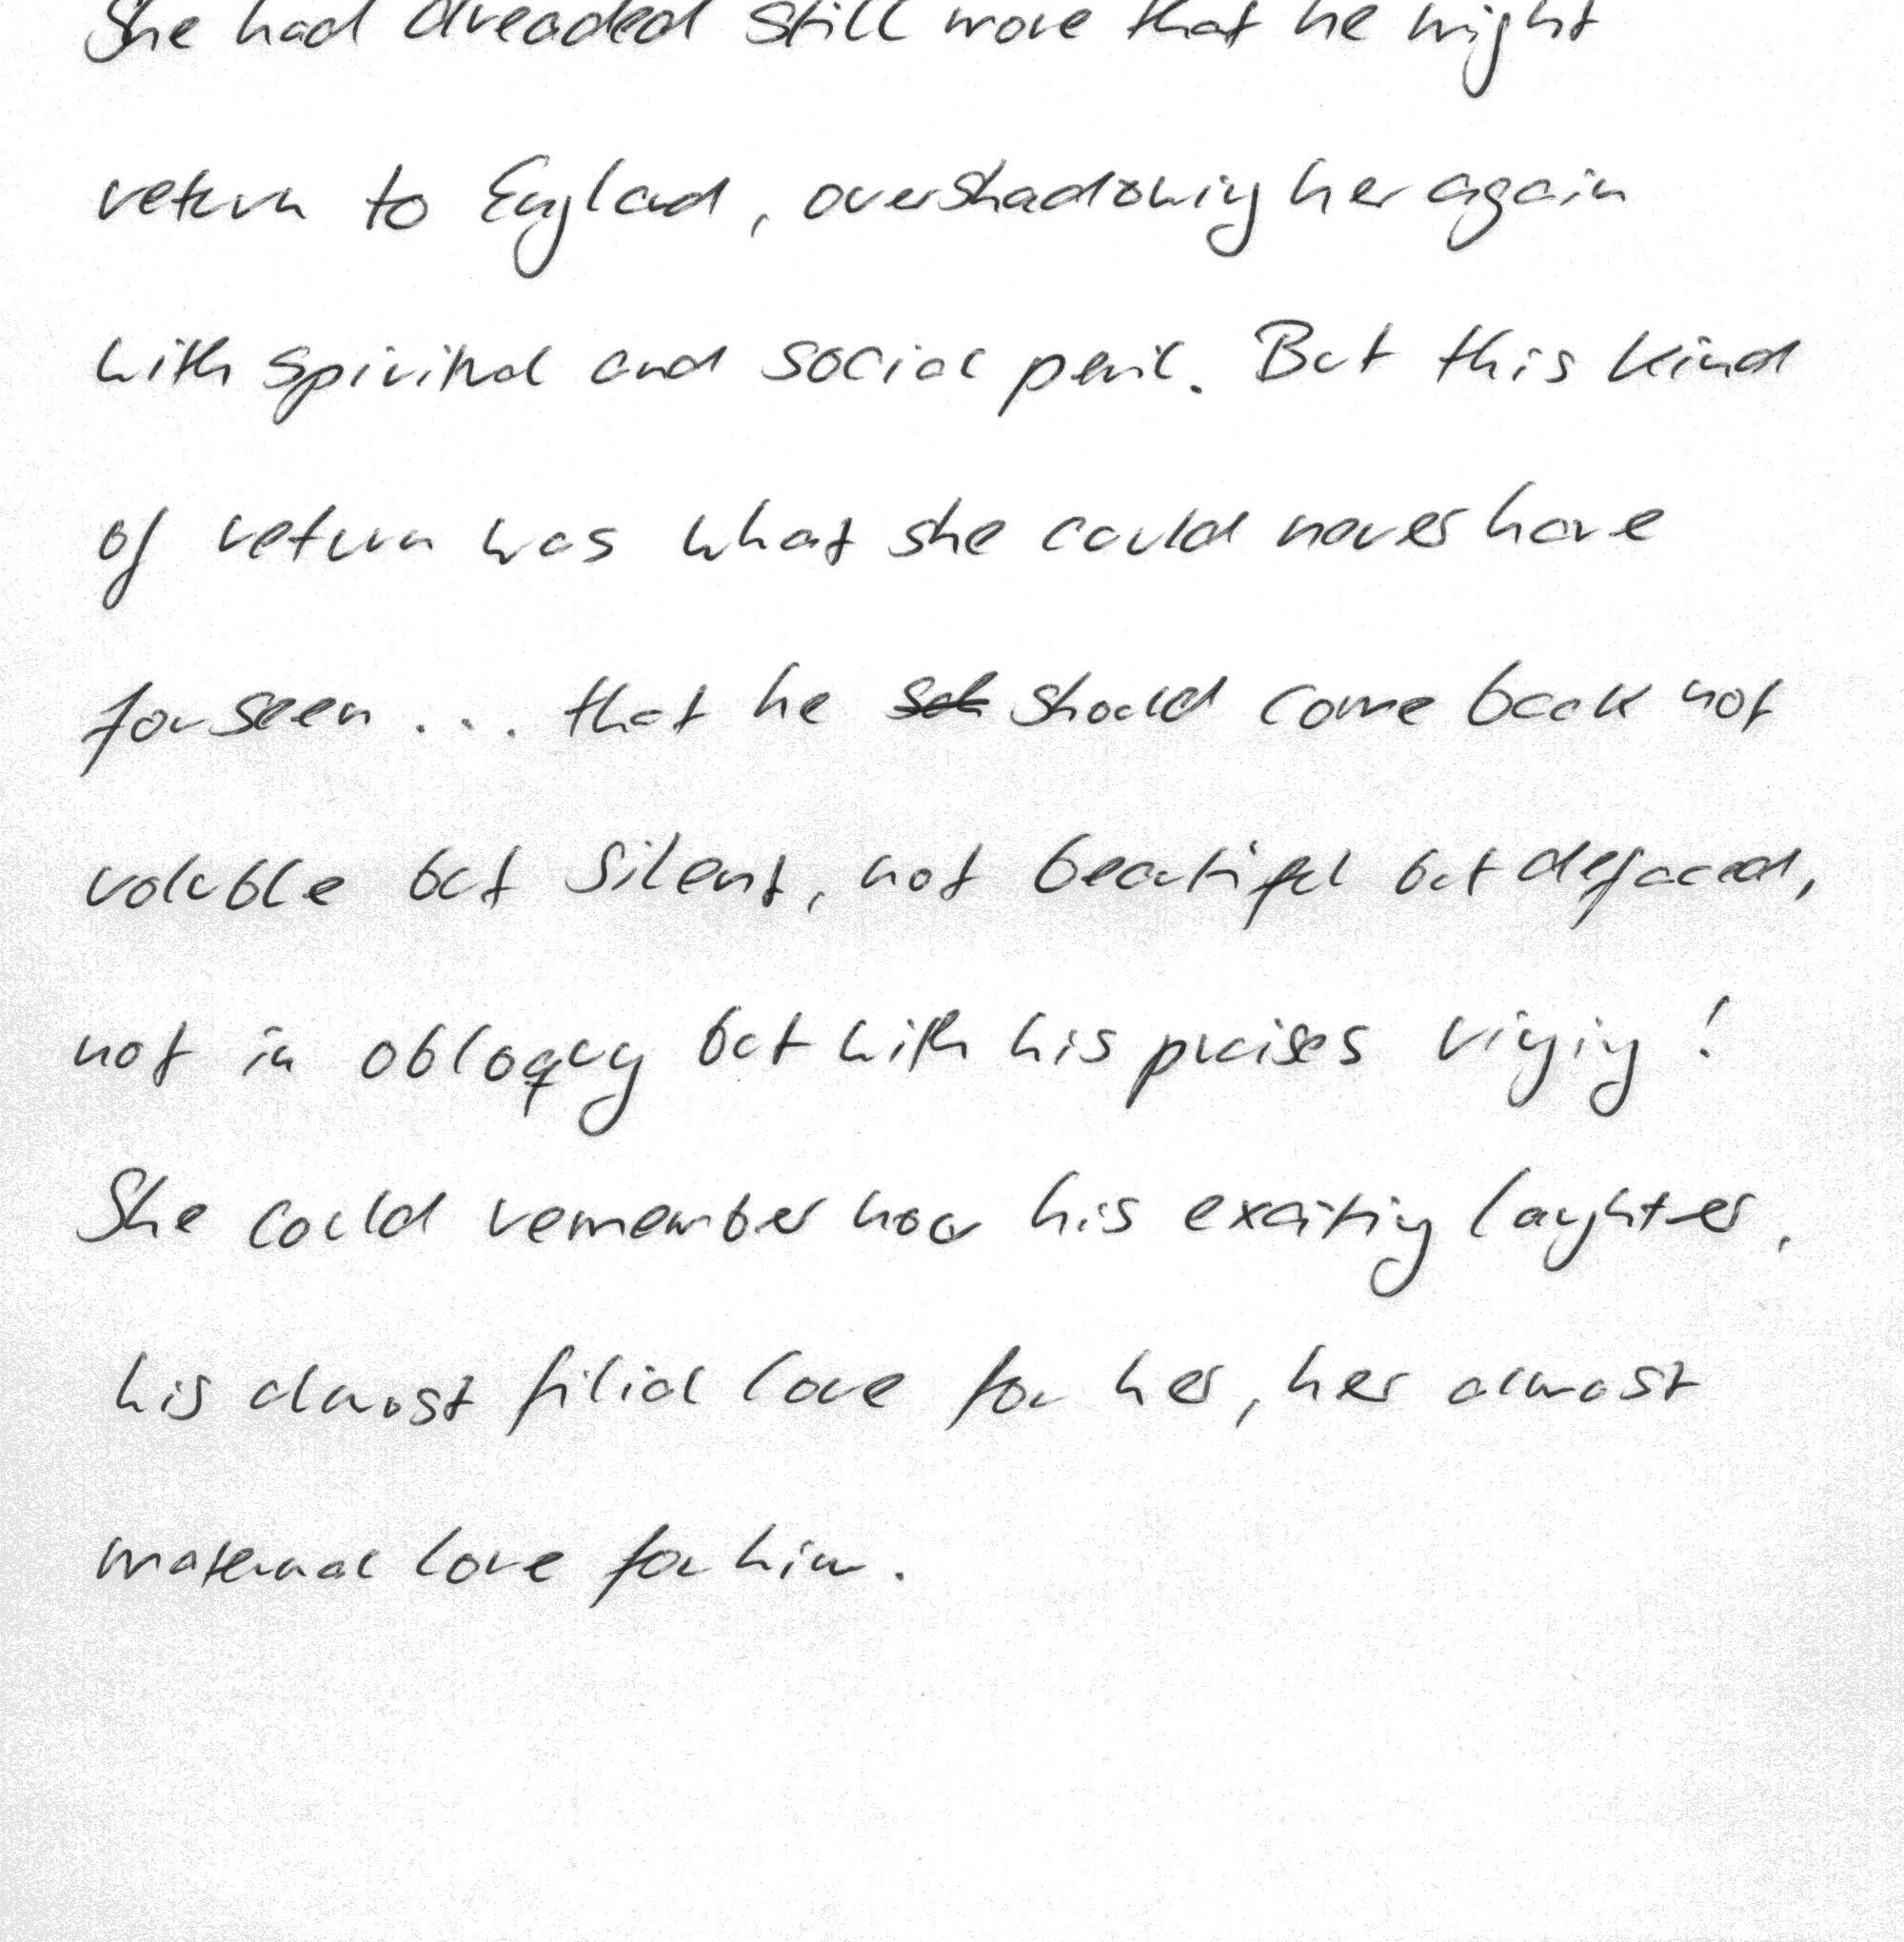 She had dreaded still more that he might
return to England, overshadowing her again
with spiritual and social peril. But this kind
of return was what she could never have
forseen ... that he should come back not
voluble but silent, not beautiful but defaced,
not in obloquy but with his praises ringing!
She could remember now his exciting laughter,
his almost filial love for her, her almost
maternal love for him.